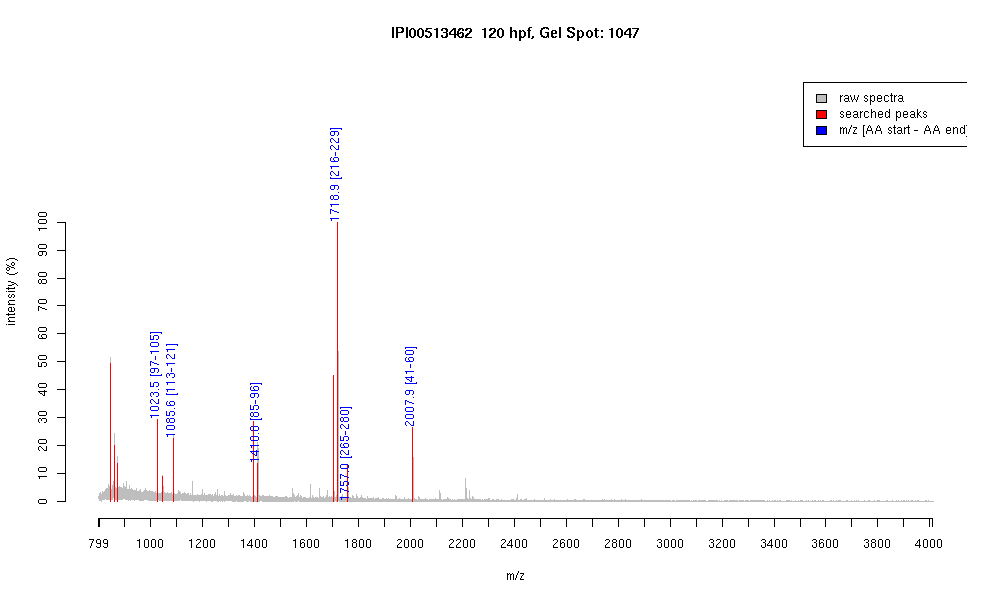 IPI00513462 120 hpf, Gel Spot: 1047
raw spectra
searched peaks
m/z [AA start - AA end]
1718.9 [216-229]
1023.5 [97-105]
1085.6 [113-121]
1410.8 [85-96]
2007.9 [41-60]
1757.0 [265-280]
intensity (%)
100
90
80
70
60
50
40
30
20
10
0
799 1000 1200 1400 1600 1800 2000 2200 2400 2600 2800 3000 3200 3400 3600 3800 4000
m/z